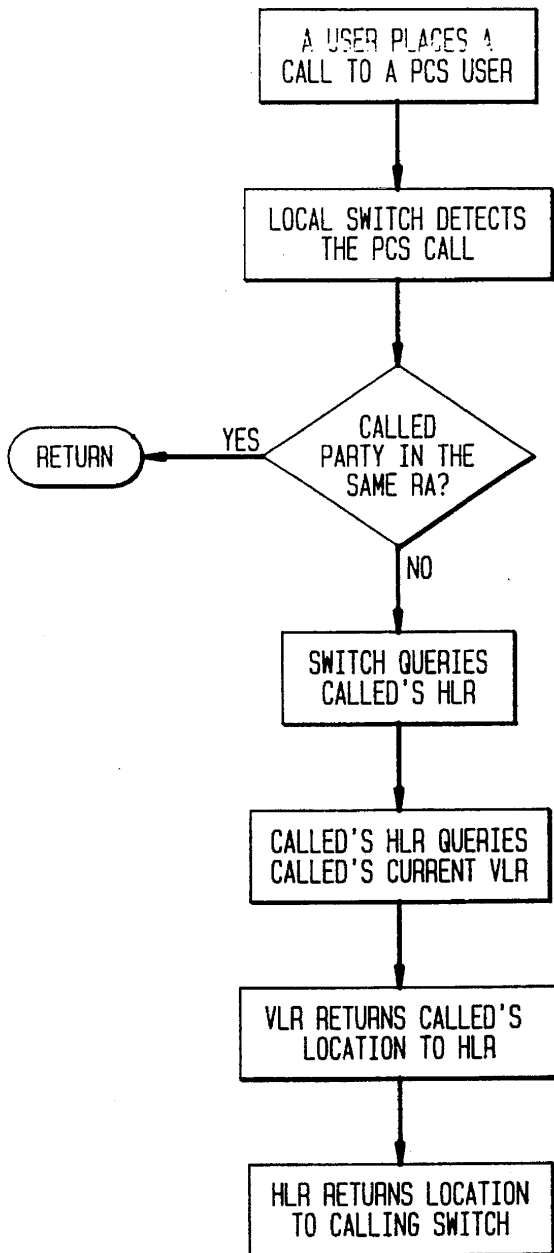 A USER PLACES A
CALL TO A PCS USER
LOCAL SWITCH DETECTS
THE PCS CALL
CALLED
PARTY IN THE
SAME RA?
YES
RETURN
NO
SWITCH QUERIES
CALLED'S HLR
CALLED'S HLR QUERIES
CALLED'S CURRENT VLR
VLR RETURNS CALLED'S
LOCATION TO HLR
HLR RETURNS LOCATION
TO CALLING SWITCH